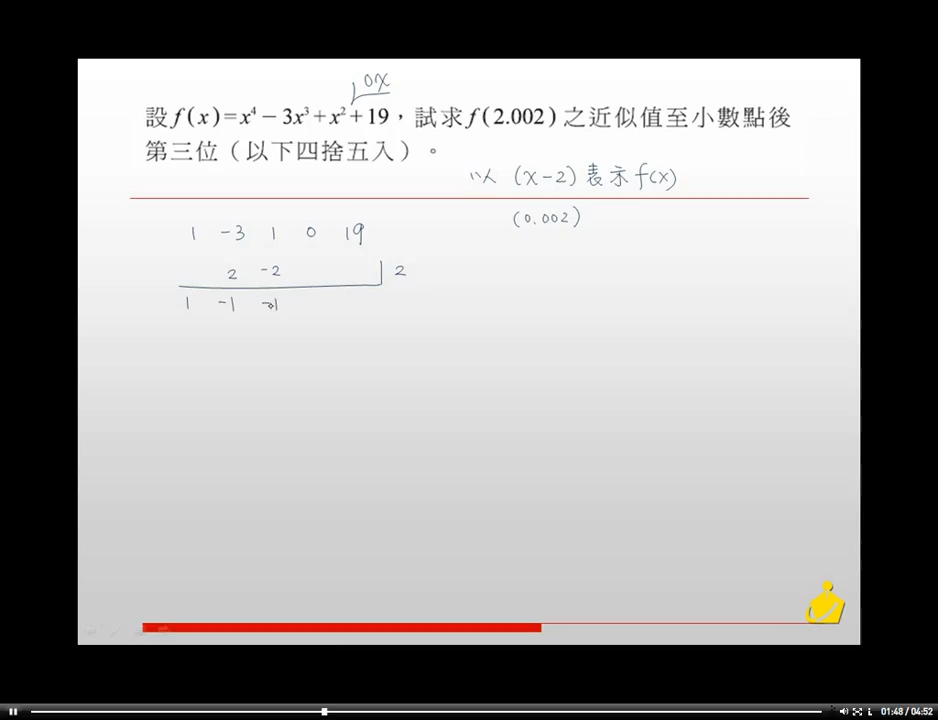 0x
設 f(x)=x⁴−3x³+x²+19，試求f(2.002)之近似值至小數點後
第三位（以下四捨五入）。
以 (x-2) 表示 f(x)
(0.002)
1 -3 1 0 19
2 -2
2
1 -1 -1
01:48 / 04:52